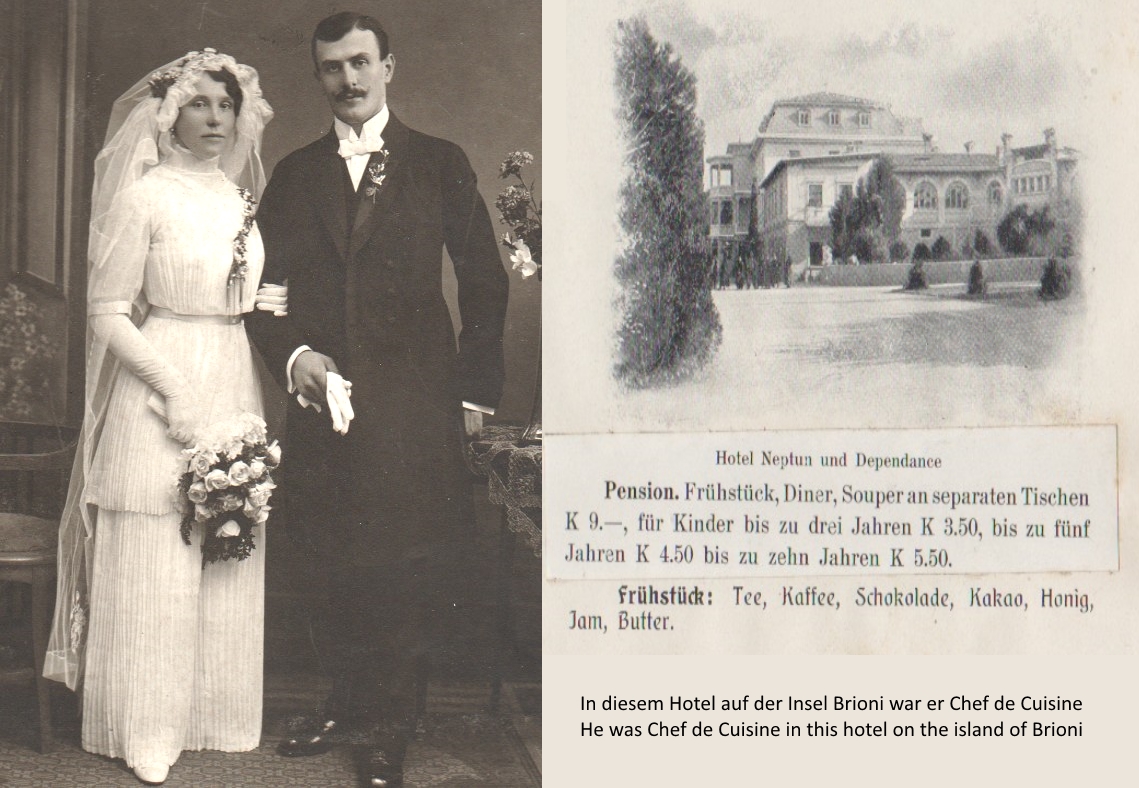 Hotel Neptun und Dependance
Pension. Frühstück, Diner, Souper an separaten Tischen
K 9.—, für Kinder bis zu drei Jahren K 3.50, bis zu fünf
Jahren K 4.50 bis zu zehn Jahren K 5.50.
Frühstück: Tee, Kaffee, Schokolade, Kakao, Honig,
Jam, Butter.
In diesem Hotel auf der Insel Brioni war er Chef de Cuisine
He was Chef de Cuisine in this hotel on the island of Brioni